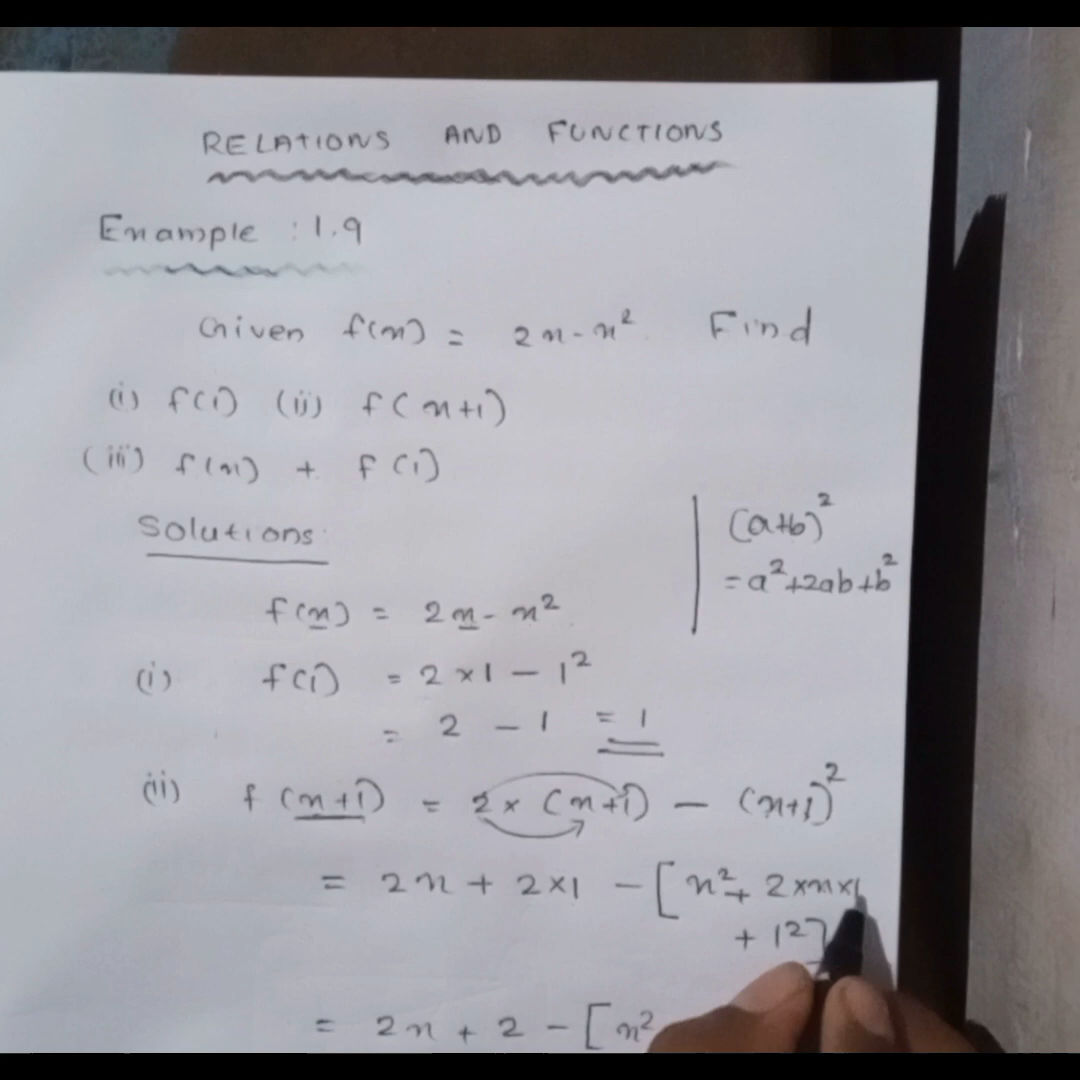 RELATIONS AND FUNCTIONS
Example : 1.9
Given f(x) = 2x - x². Find
(i) f(1) (ii) f(x+1)
(iii) f(x) + f(1)
Solutions:
(a+b)²
= a²+2ab+b²
f(x) = 2x - x²
(i) f(1) = 2×1 - 1²
= 2 - 1 = 1
(ii) f(x+1) = 2×(x+1) - (x+1)²
= 2x + 2×1 - [x² + 2×x×1
+ 1²]
= 2x + 2 - [x²